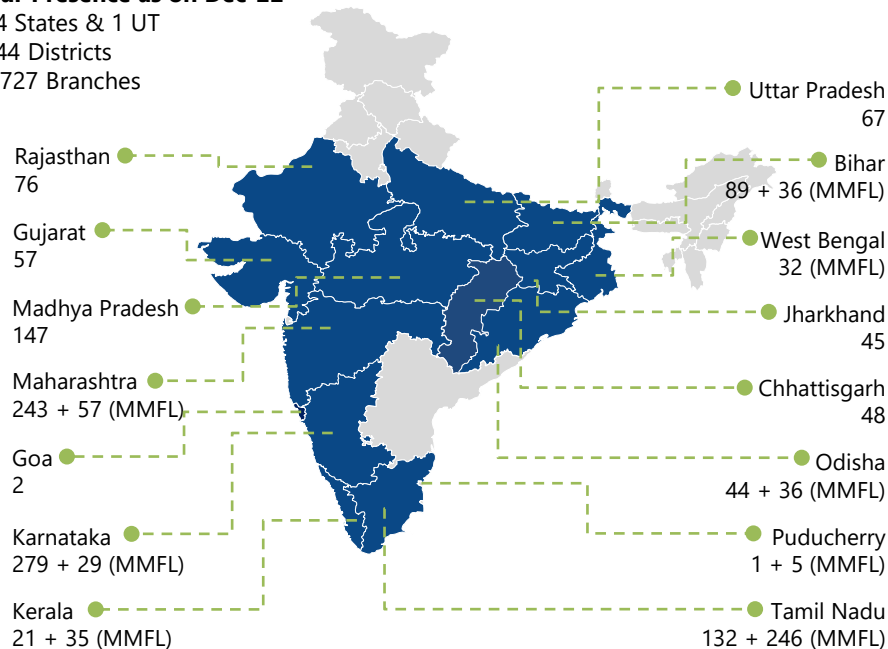 4 States & 1 UT
44 Districts
727 Branches
Rajasthan
76
Gujarat
57
Madhya Pradesh
147
Maharashtra
243 + 57 (MMFL)
Goa
2
Karnataka
279 + 29 (MMFL)
Kerala
21 + 35 (MMFL)
Uttar Pradesh
67
Bihar
89 + 36 (MMFL)
West Bengal
32 (MMFL)
Jharkhand
45
Chhattisgarh
48
Odisha
44 + 36 (MMFL)
Puducherry
1 + 5 (MMFL)
Tamil Nadu
132 + 246 (MMFL)